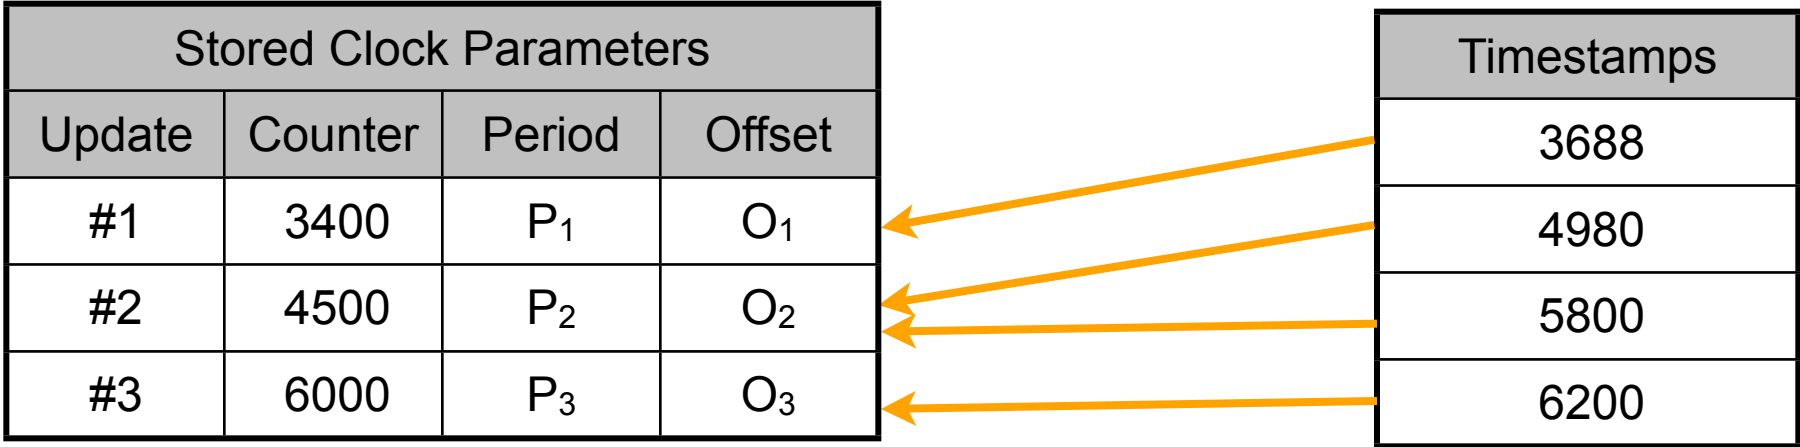 Stored Clock Parameters
Update Counter Period Offset
#1 3400 P₁ O₁
#2 4500 P₂ O₂
#3 6000 P₃ O₃
Timestamps
3688
4980
5800
6200